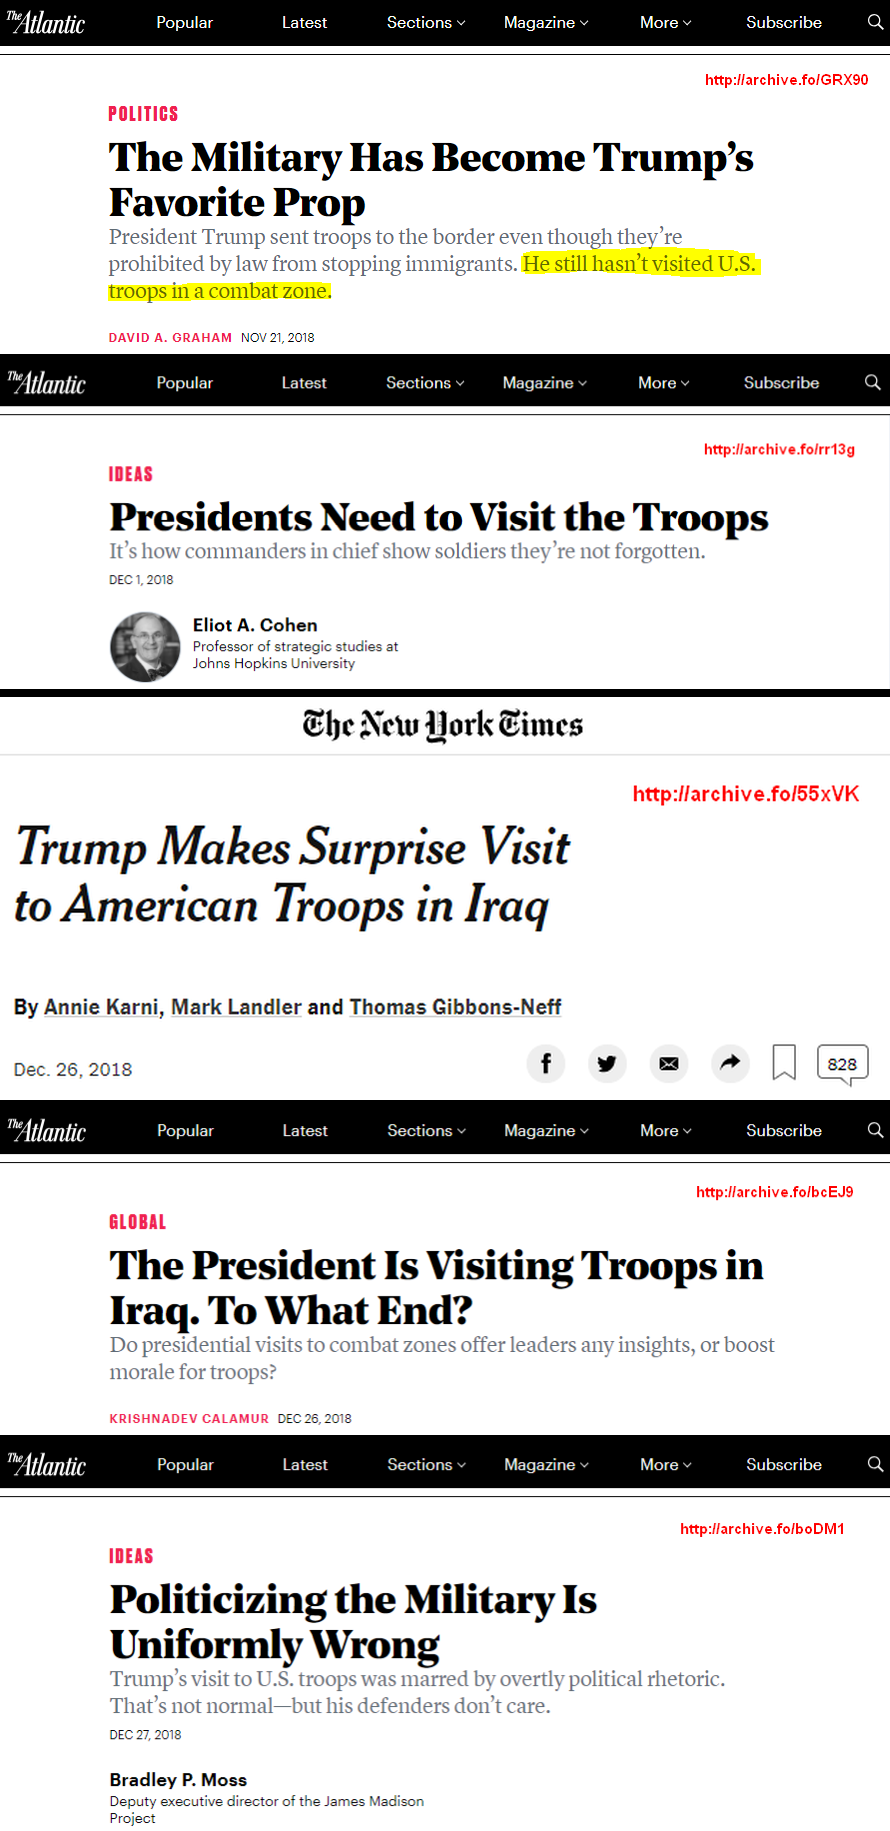 The Atlantic Popular Latest Sections Magazine More Subscribe
http://archive.fo/GRX90
POLITICS
The Military Has Become Trump’s
Favorite Prop
President Trump sent troops to the border even though they’re
prohibited by law from stopping immigrants. He still hasn’t visited U.S.
troops in a combat zone.
DAVID A. GRAHAM NOV 21, 2018
The Atlantic Popular Latest Sections Magazine More Subscribe
http://archive.fo/rr13g
IDEAS
Presidents Need to Visit the Troops
It’s how commanders in chief show soldiers they’re not forgotten.
DEC 1, 2018
Eliot A. Cohen
Professor of strategic studies at
Johns Hopkins University
The New York Times
http://archive.fo/55xVK
Trump Makes Surprise Visit
to American Troops in Iraq
By Annie Karni, Mark Landler and Thomas Gibbons-Neff
Dec. 26, 2018 828
The Atlantic Popular Latest Sections Magazine More Subscribe
http://archive.fo/bcEJ9
GLOBAL
The President Is Visiting Troops in
Iraq. To What End?
Do presidential visits to combat zones offer leaders any insights, or boost
morale for troops?
KRISHNADEV CALAMUR DEC 26, 2018
The Atlantic Popular Latest Sections Magazine More Subscribe
http://archive.fo/boDM1
IDEAS
Politicizing the Military Is
Uniformly Wrong
Trump’s visit to U.S. troops was marred by overtly political rhetoric.
That’s not normal—but his defenders don’t care.
DEC 27, 2018
Bradley P. Moss
Deputy executive director of the James Madison
Project